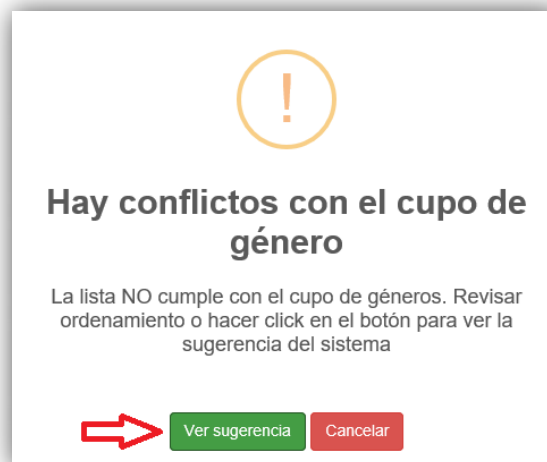 !
Hay conflictos con el cupo de
género
La lista NO cumple con el cupo de géneros. Revisar
ordenamiento o hacer click en el botón para ver la
sugerencia del sistema
Ver sugerencia Cancelar